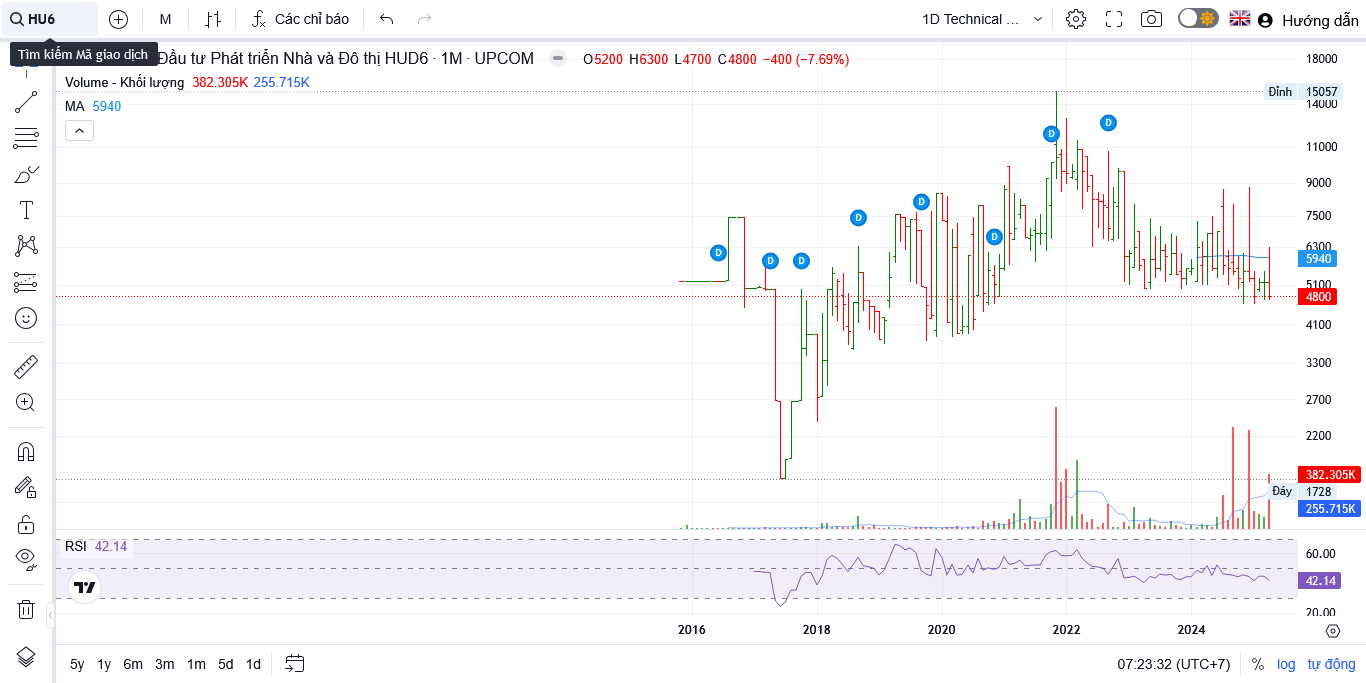 HU6 M Các chỉ báo 1D Technical ... Hướng dẫn
Tìm kiếm Mã giao dịch
Đầu tư Phát triển Nhà và Đô thị HUD6 · 1M · UPCOM O5200 H6300 L4700 C4800 −400 (−7.69%)
Volume - Khối lượng 382.305K 255.715K
MA 5940
18000
Đỉnh 15057
14000
D
D
11000
9000
D
D
7500
D
D
6300
D
D
5940
5100
4800
4100
3300
2700
2200
382.305K
Đáy 1728
255.715K
RSI 42.14
60.00
42.14
20.00
2016 2018 2020 2022 2024
5y 1y 6m 3m 1m 5d 1d 07:23:32 (UTC+7) % log tự động